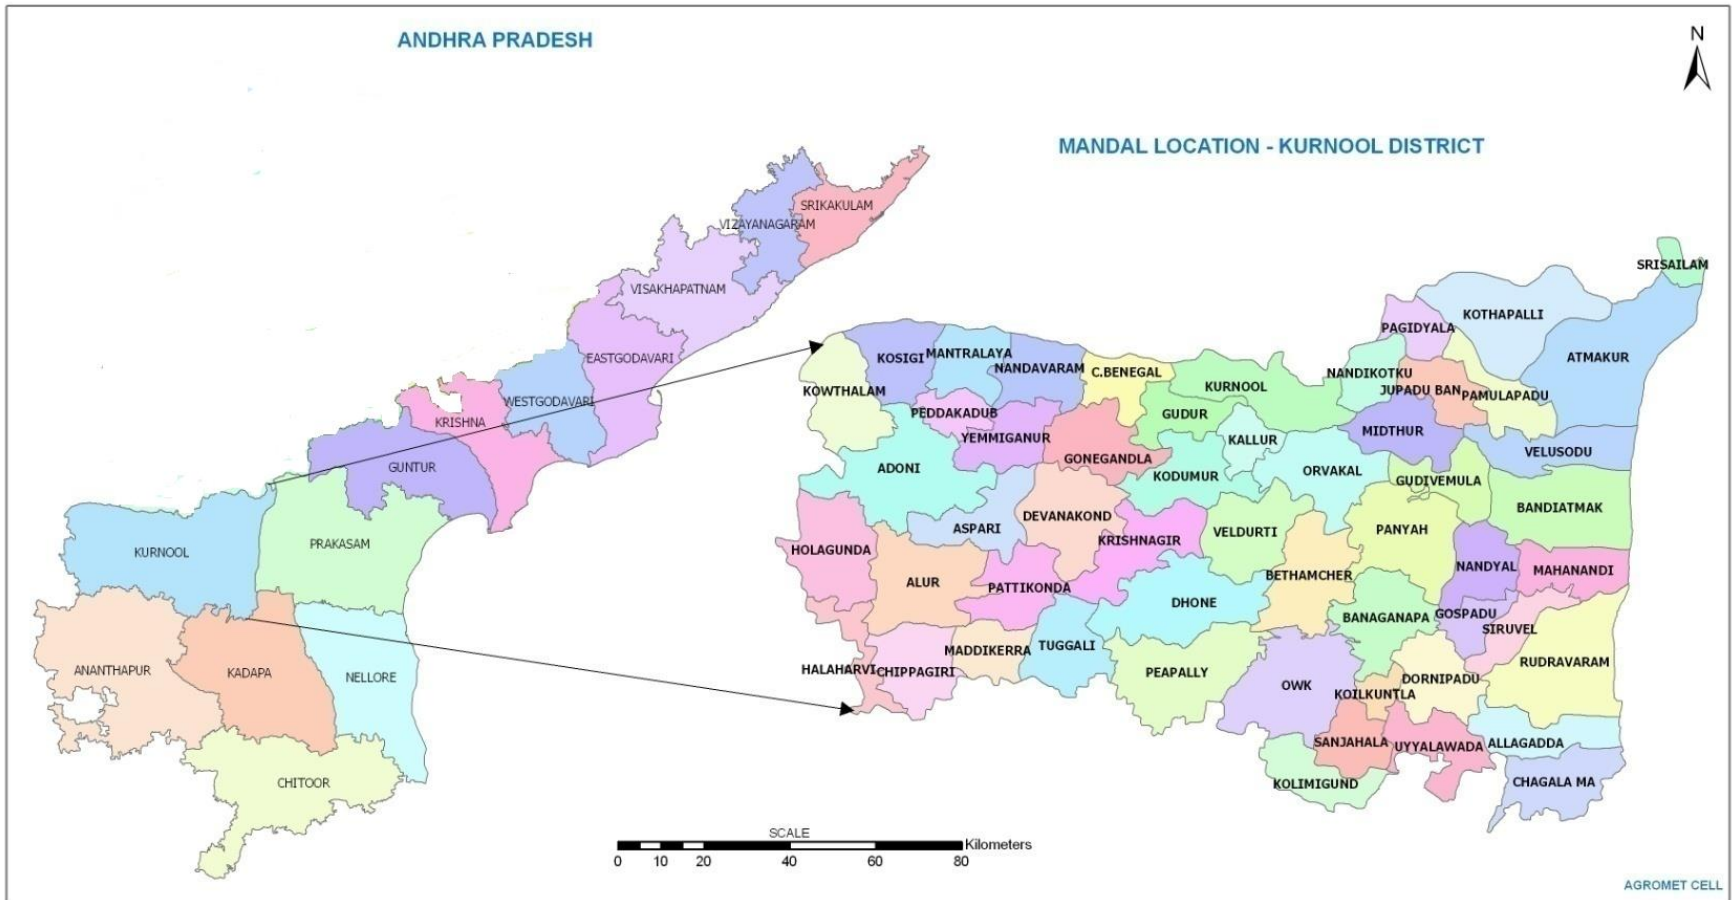 ANDHRA PRADESH
N
MANDAL LOCATION - KURNOOL DISTRICT
SRIKAKULAM
VIZAYANAGARAM
VISAKHAPATNAM
EASTGODAVARI
WESTGODAVARI
KRISHNA
GUNTUR
PRAKASAM
KURNOOL
ANANTHAPUR
KADAPA
NELLORE
CHITOOR
SRISAILAM
KOTHAPALLI
PAGIDYALA
ATMAKUR
KOSIGI
MANTRALAYA
NANDAVARAM
C.BENEGAL
KURNOOL
NANDIKOTKU
JUPADU BAN
PAMULAPADU
KOWTHALAM
PEDDAKADUB
GUDUR
YEMMIGANUR
KALLUR
MIDTHUR
VELUSODU
ADONI
GONEGANDLA
KODUMUR
ORVAKAL
GUDIVEMULA
BANDIATMAK
ASPARI
DEVANAKOND
KRISHNAGIR
VELDURTI
PANYAH
HOLAGUNDA
ALUR
PATTIKONDA
BETHAMCHER
NANDYAL
MAHANANDI
DHONE
BANAGANAPA
GOSPADU
SIRUVEL
HALAHARVI
CHIPPAGIRI
MADDIKERRA
TUGGALI
PEAPALLY
OWK
KOILKUNTLA
DORNIPADU
RUDRAVARAM
SANJAHALA
UYYALAWADA
ALLAGADDA
KOLIMIGUND
CHAGALA MA
SCALE
Kilometers
0 10 20 40 60 80
AGROMET CELL